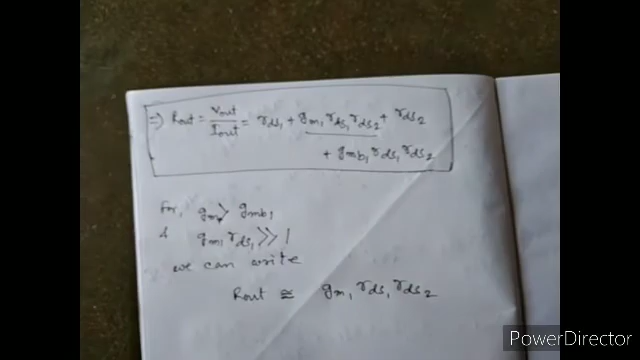 ⇒) Rout = Vout/Iout = rds1 + gm1 rds1 rds2 + rds2
+ gmb1 rds1 rds2
For, gm1 > gmb1
& gm1 rds1 >> 1
we can write
Rout ≅ gm1 rds1 rds2
PowerDirector